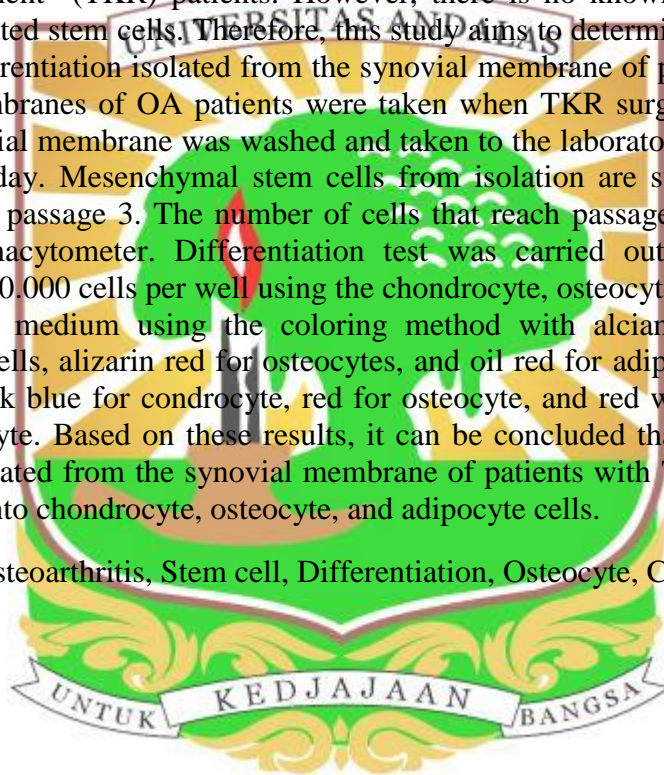 ent (TKR) patients. However, there is no known
UNIVERSITAS ANDALAS
ted stem cells. Therefore, this study aims to determin
erentiation isolated from the synovial membrane of p
mbranes of OA patients were taken when TKR surg
ial membrane was washed and taken to the laborato
day. Mesenchymal stem cells from isolation are s
passage 3. The number of cells that reach passage
nacytometer. Differentiation test was carried out
0.000 cells per well using the chondrocyte, osteocyt
medium using the coloring method with alcian
ells, alizarin red for osteocytes, and oil red for adip
k blue for condrocyte, red for osteocyte, and red w
yte. Based on these results, it can be concluded th
ated from the synovial membrane of patients with
nto chondrocyte, osteocyte, and adipocyte cells.
steoarthritis, Stem cell, Differentiation, Osteocyte, C
UNTUK KEDJAJAAN BANGSA